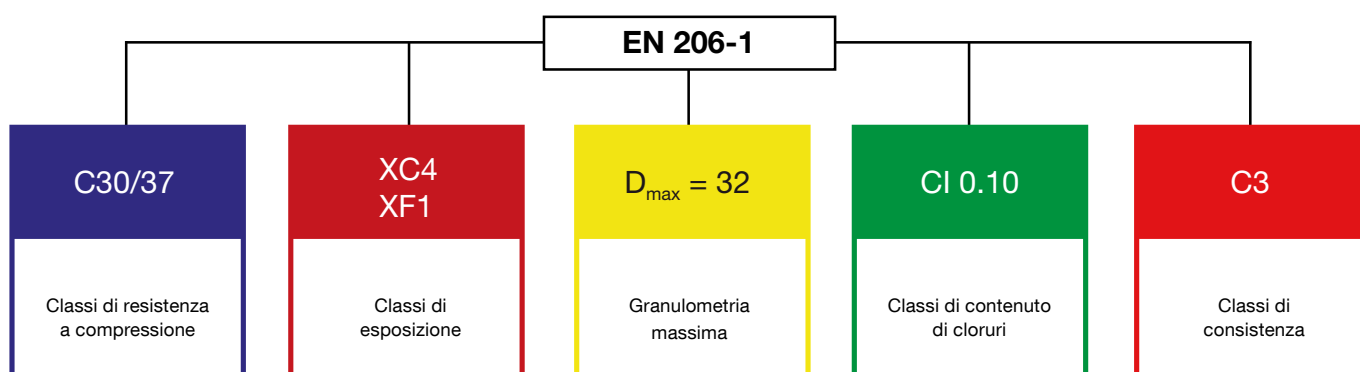 EN 206-1
C30/37
Classi di resistenza
a compressione
XC4
XF1
Classi di
esposizione
Dmax = 32
Granulometria
massima
Cl 0.10
Classi di contenuto
di cloruri
C3
Classi di
consistenza